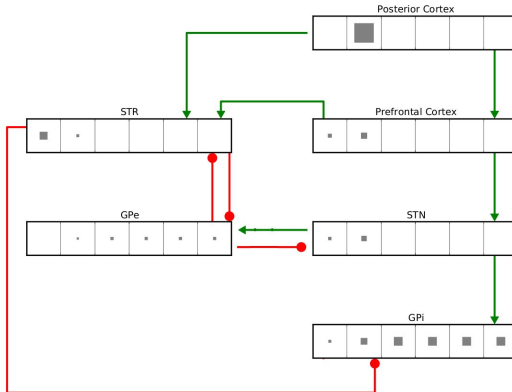 Posterior Cortex
STR
Prefrontal Cortex
GPe
STN
GPi